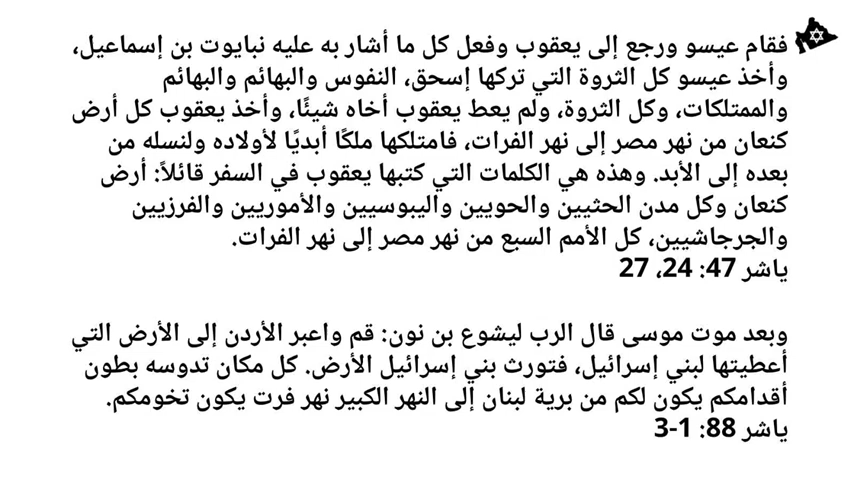 فقام عيسو ورجع إلى يعقوب وفعل كل ما أشار به عليه نبايوت بن إسماعيل،
وأخذ عيسو كل الثروة التي تركها إسحق، النفوس والبهائم والبهائم
والممتلكات، وكل الثروة، ولم يعط يعقوب أخاه شيئًا، وأخذ يعقوب كل أرض
كنعان من نهر مصر إلى نهر الفرات، فامتلكها ملكًا أبديًا لأولاده ولنسله من
بعده إلى الأبد. وهذه هي الكلمات التي كتبها يعقوب في السفر قائلاً: أرض
كنعان وكل مدن الحثيين والحويين واليبوسيين والأموريين والفرزيين
والجرجاشيين، كل الأمم السبع من نهر مصر إلى نهر الفرات.
ياشر 47: 24، 27
وبعد موت موسى قال الرب ليشوع بن نون: قم واعبر الأردن إلى الأرض التي
أعطيتها لبني إسرائيل، فتورث بني إسرائيل الأرض. كل مكان تدوسه بطون
أقدامكم يكون لكم من برية لبنان إلى النهر الكبير نهر فرت يكون تخومكم.
ياشر 88: 1-3